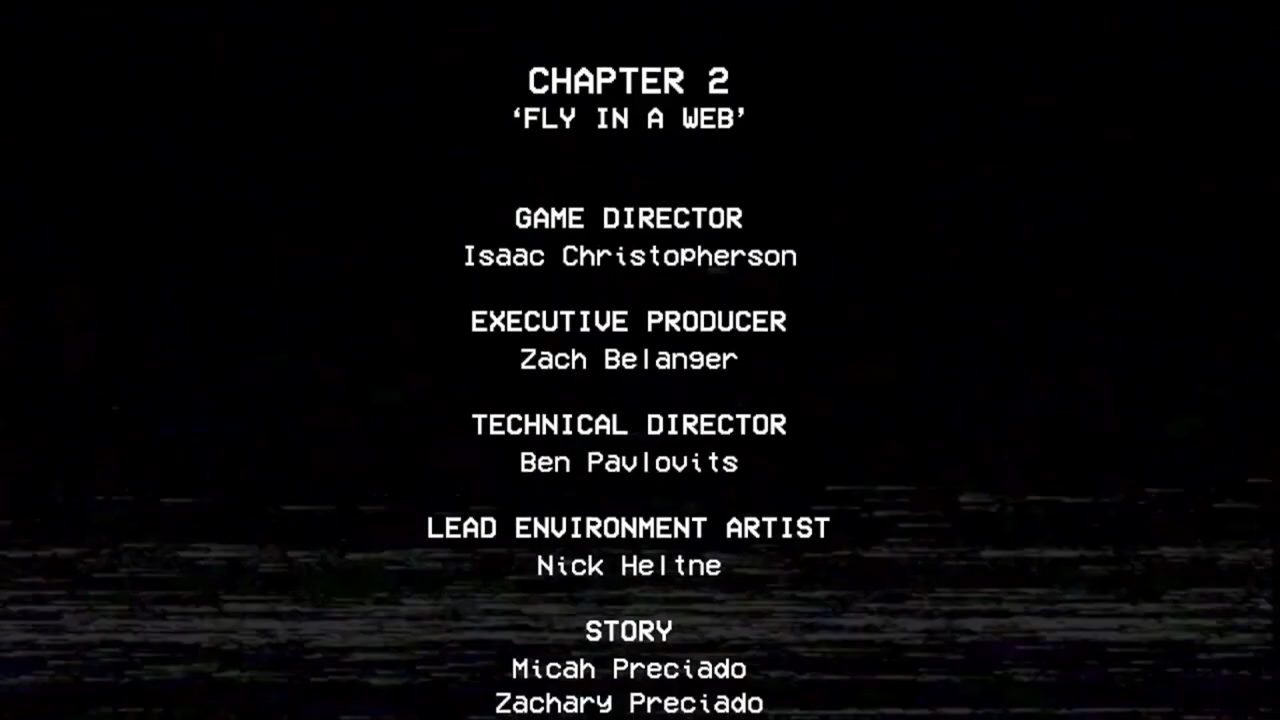 CHAPTER 2
‘FLY IN A WEB’
GAME DIRECTOR
Isaac Christopherson
EXECUTIVE PRODUCER
Zach Belanger
TECHNICAL DIRECTOR
Ben Pavlovits
LEAD ENVIRONMENT ARTIST
Nick Heltne
STORY
Micah Preciado
Zachary Preciado